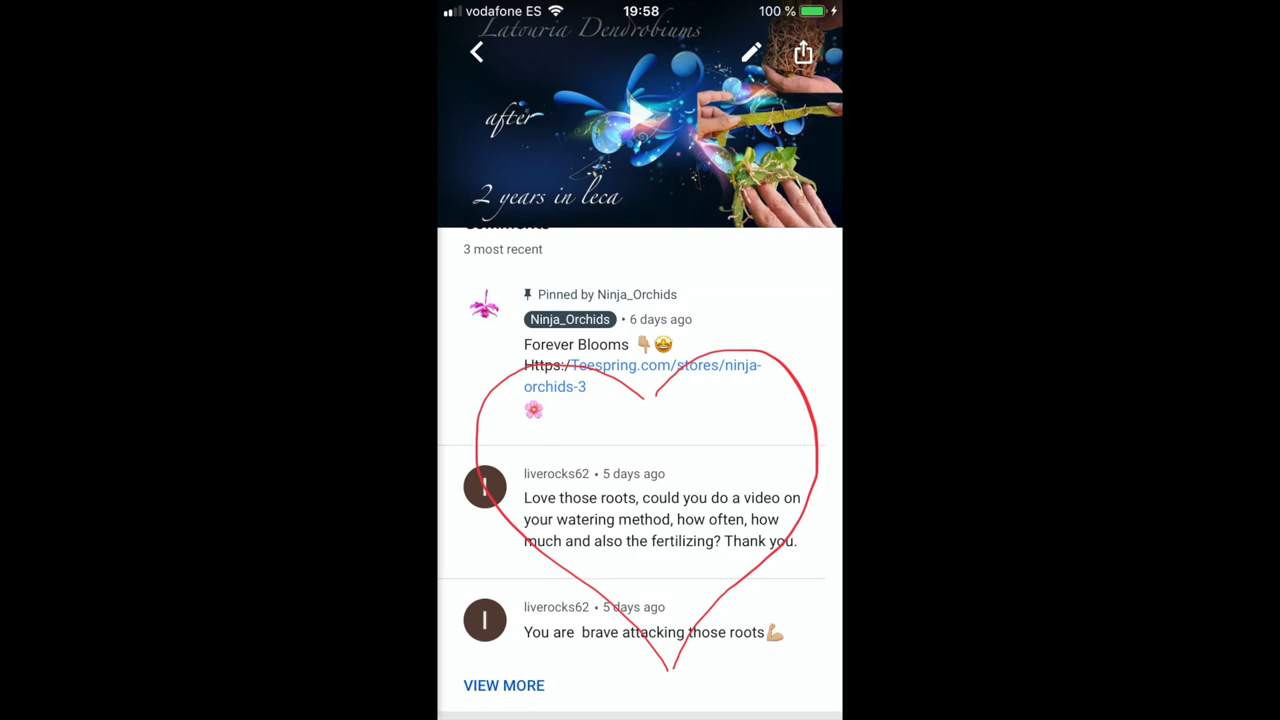 vodafone ES 19:58 100 %
Latouria Dendrobiums
after
2 years in leca
Comments
3 most recent
Pinned by Ninja_Orchids
Ninja_Orchids • 6 days ago
Forever Blooms 👇🏼🤩
Https:/Teespring.com/stores/ninja-
orchids-3
🌸
l
liverocks62 • 5 days ago
Love those roots, could you do a video on
your watering method, how often, how
much and also the fertilizing? Thank you.
l
liverocks62 • 5 days ago
You are  brave attacking those roots💪🏼
VIEW MORE